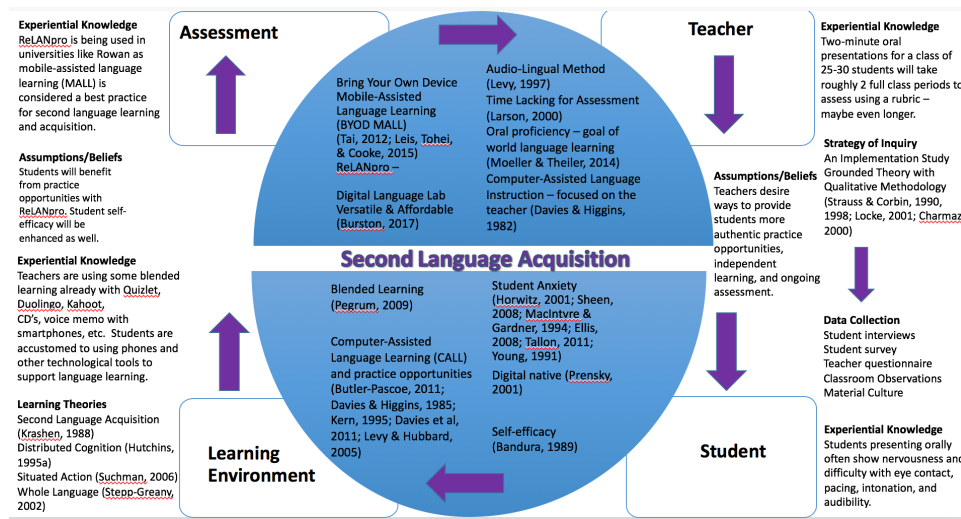 Experiential Knowledge
ReLANpro is being used in
universities like Rowan as
mobile-assisted language
learning (MALL) is
considered a best practice
for second language learning
and acquisition.
Assumptions/Beliefs
Students will benefit
from practice
opportunities with
ReLANpro. Student self-
efficacy will be
enhanced as well.
Experiential Knowledge
Teachers are using some blended
learning already with Quizlet,
Duolingo, Kahoot,
CD's, voice memo with
smartphones, etc.  Students are
accustomed to using phones and
other technological tools to
support language learning.
Learning Theories
Second Language Acquisition
(Krashen, 1988)
Distributed Cognition (Hutchins,
1995a)
Situated Action (Suchman, 2006)
Whole Language (Stepp-Greany,
2002)
Assessment
Bring Your Own Device
Mobile-Assisted
Language Learning
(BYOD MALL)
(Tai, 2012; Leis, Tohei,
& Cooke, 2015)
ReLANpro –
Digital Language Lab
Versatile & Affordable
(Burston, 2017)
Audio-Lingual Method
(Levy, 1997)
Time Lacking for Assessment
(Larson, 2000)
Oral proficiency – goal of
world language learning
(Moeller & Theiler, 2014)
Computer-Assisted Language
Instruction – focused on the
teacher (Davies & Higgins,
1982)
Teacher
Second Language Acquisition
Blended Learning
(Pegrum, 2009)
Computer-Assisted
Language Learning (CALL)
and practice opportunities
(Butler-Pascoe, 2011;
Davies & Higgins, 1985;
Kern, 1995; Davies et al,
2011; Levy & Hubbard,
2005)
Student Anxiety
(Horwitz, 2001; Sheen,
2008; MacIntyre &
Gardner, 1994; Ellis,
2008; Tallon, 2011;
Young, 1991)
Digital native (Prensky,
2001)
Self-efficacy
(Bandura, 1989)
Learning
Environment
Student
Assumptions/Beliefs
Teachers desire
ways to provide
students more
authentic practice
opportunities,
independent
learning, and ongoing
assessment.
Experiential Knowledge
Two-minute oral
presentations for a class of
25-30 students will take
roughly 2 full class periods to
assess using a rubric –
maybe even longer.
Strategy of Inquiry
An Implementation Study
Grounded Theory with
Qualitative Methodology
(Strauss & Corbin, 1990,
1998; Locke, 2001; Charmaz
2000)
Data Collection
Student interviews
Student survey
Teacher questionnaire
Classroom Observations
Material Culture
Experiential Knowledge
Students presenting orally
often show nervousness and
difficulty with eye contact,
pacing, intonation, and
audibility.